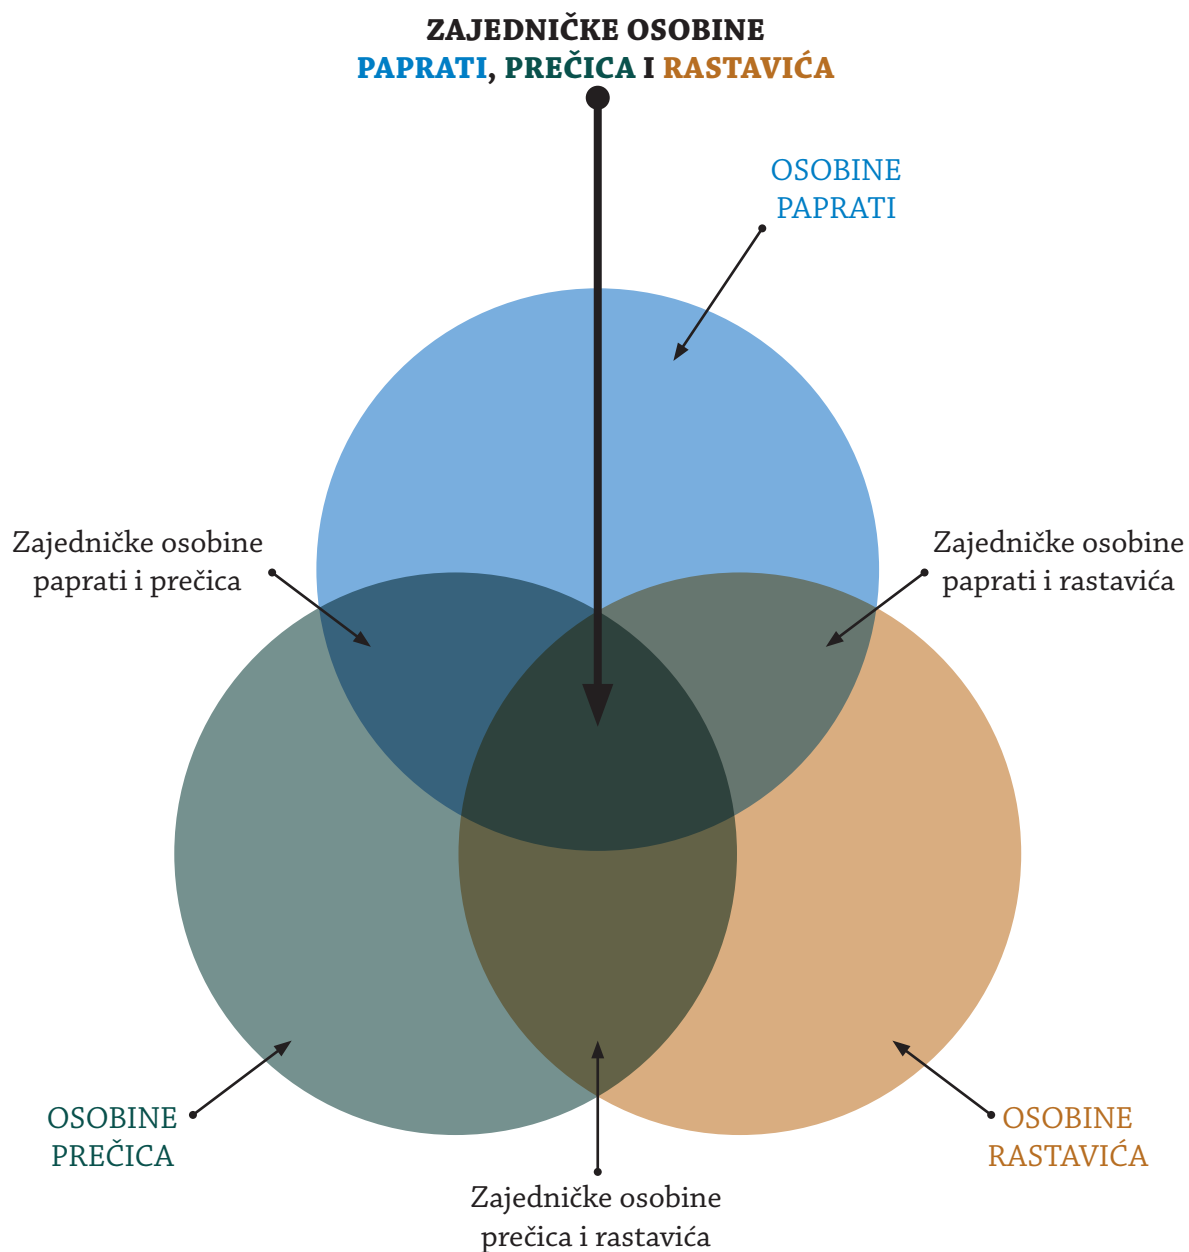 ZAJEDNIČKE OSOBINE
PAPRATI, PREČICA I RASTAVIĆA
OSOBINE
PAPRATI
Zajedničke osobine
paprati i prečica
Zajedničke osobine
paprati i rastavića
OSOBINE
PREČICA
OSOBINE
RASTAVIĆA
Zajedničke osobine
prečica i rastavića